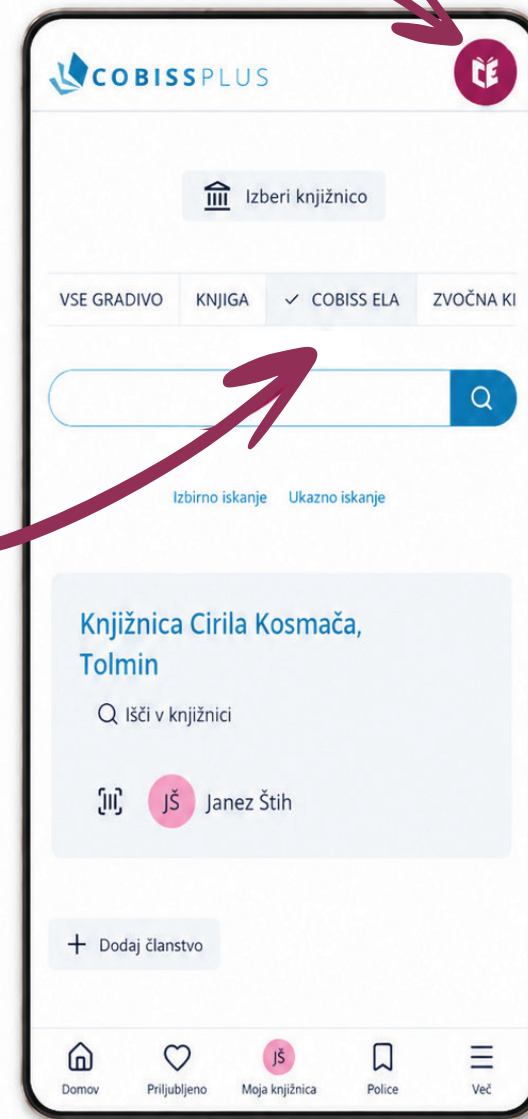 COBISSPLUS
ČE
Izberi knjižnico
VSE GRADIVO KNJIGA COBISS ELA ZVOČNA KI
Izbirno iskanje Ukazno iskanje
Knjižnica Cirila Kosmača,
Tolmin
Išči v knjižnici
JŠ Janez Štih
+ Dodaj članstvo
JŠ
Domov Priljubljeno Moja knjižnica Police Več